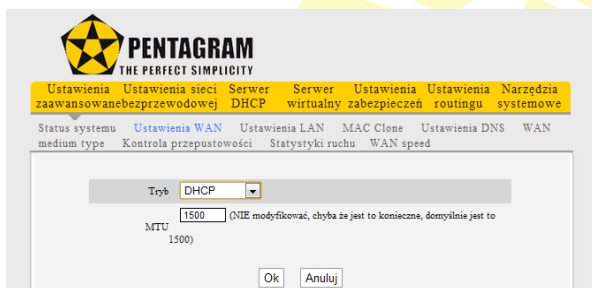 PENTAGRAM
THE PERFECT SIMPLICITY
Ustawienia Ustawienia sieci Serwer Serwer Ustawienia Ustawienia Narzędzia
zaawansowane bezprzewodowej DHCP wirtualny zabezpieczeń routingu systemowe
Status systemu Ustawienia WAN Ustawienia LAN MAC Clone Ustawienia DNS WAN
medium type Kontrola przepustowości Statystyki ruchu WAN speed
Tryb DHCP
1500 (NIE modyfikować, chyba że jest to konieczne, domyślnie jest to
MTU
1500)
Ok Anuluj